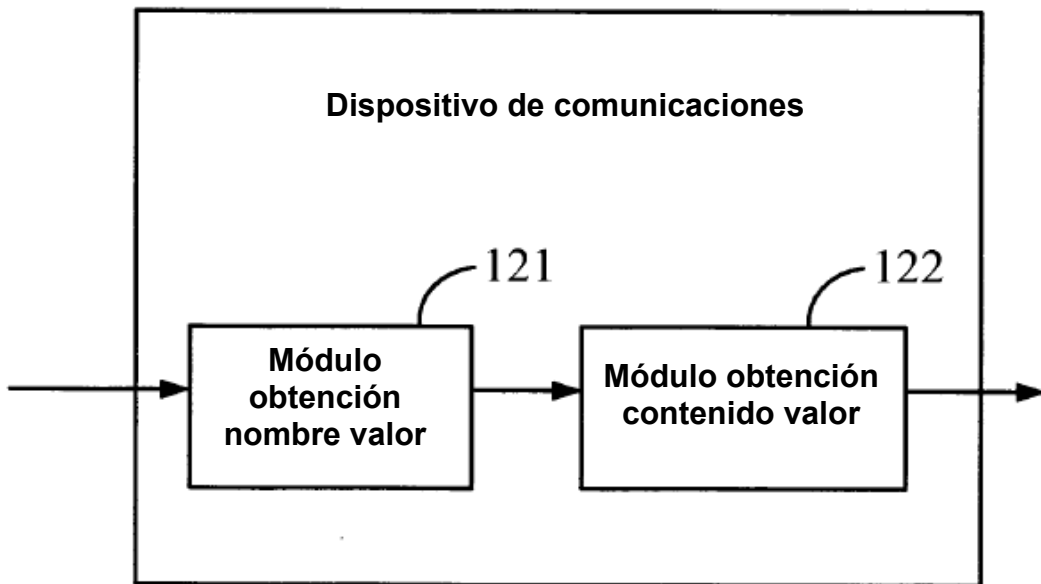 Dispositivo de comunicaciones
121
122
Módulo
obtención
nombre valor
Módulo obtención
contenido valor